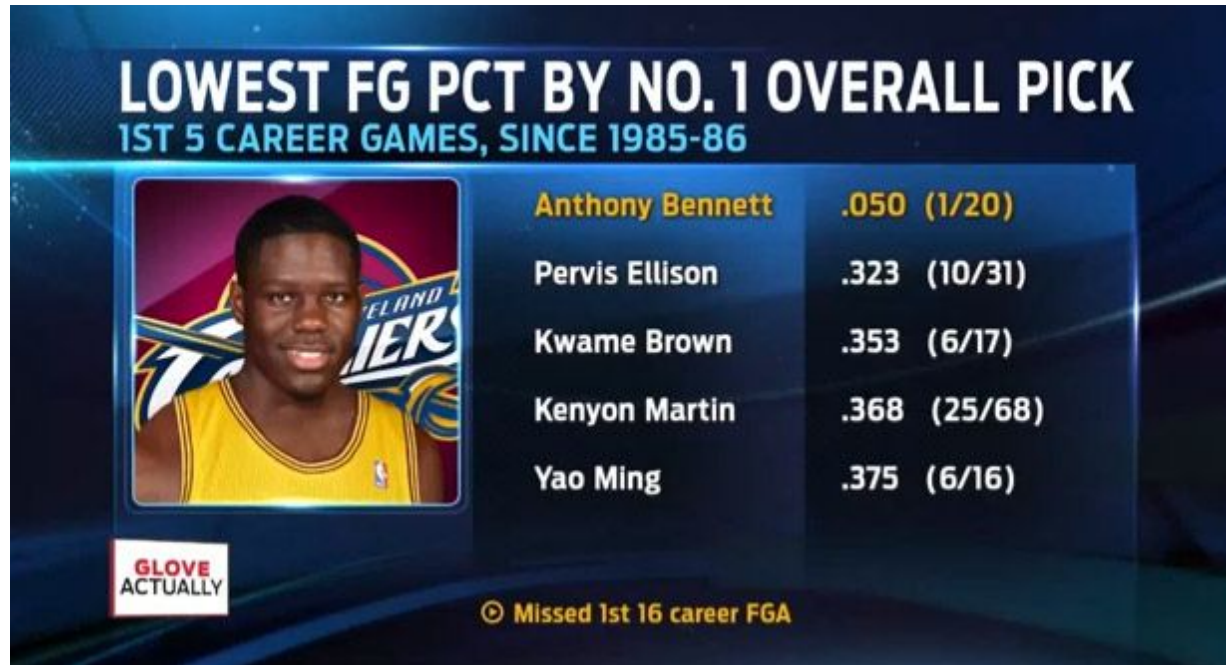 LOWEST FG PCT BY NO. 1 OVERALL PICK
1ST 5 CAREER GAMES, SINCE 1985-86
Anthony Bennett .050 (1/20)
Pervis Ellison .323 (10/31)
Kwame Brown .353 (6/17)
Kenyon Martin .368 (25/68)
Yao Ming .375 (6/16)
ELAND
IERS
GLOVE
ACTUALLY
Missed 1st 16 career FGA